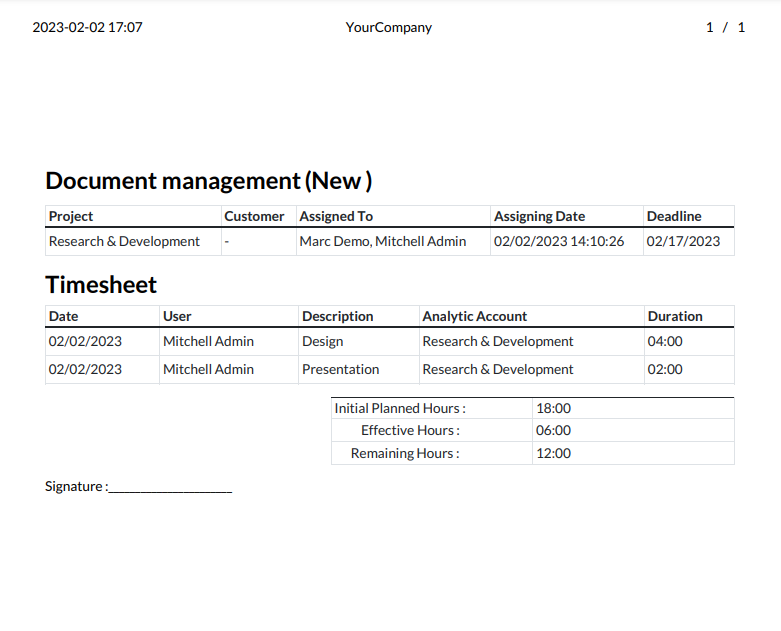 2023-02-02 17:07 YourCompany 1 / 1
Document management (New )
Project Customer Assigned To Assigning Date Deadline
Research & Development - Marc Demo, Mitchell Admin 02/02/2023 14:10:26 02/17/2023
Timesheet
Date User Description Analytic Account Duration
02/02/2023 Mitchell Admin Design Research & Development 04:00
02/02/2023 Mitchell Admin Presentation Research & Development 02:00
Initial Planned Hours : 18:00
Effective Hours : 06:00
Remaining Hours : 12:00
Signature :__________________